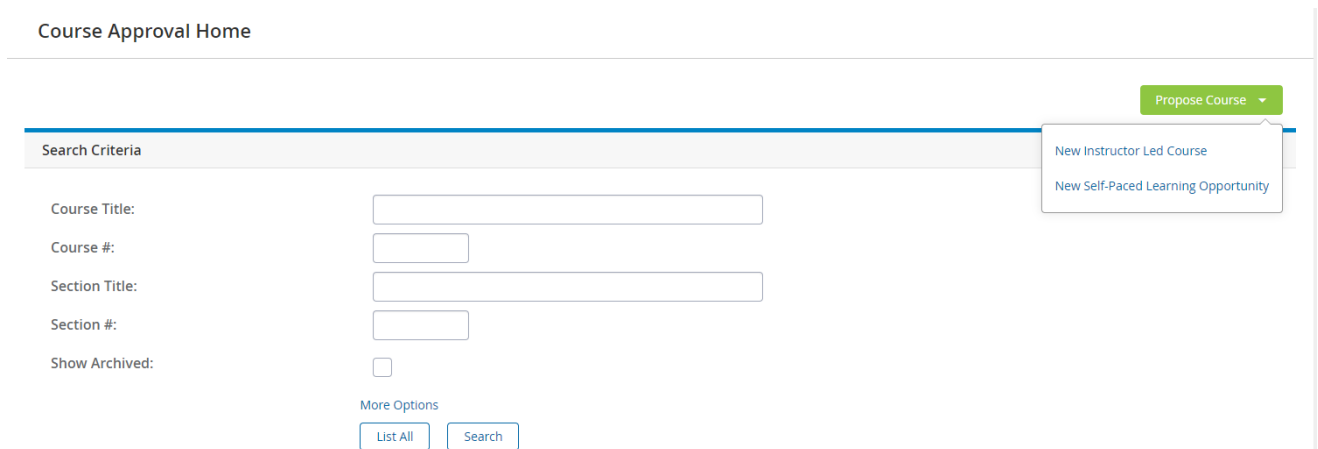 Course Approval Home
Propose Course
New Instructor Led Course
New Self-Paced Learning Opportunity
Search Criteria
Course Title:
Course #:
Section Title:
Section #:
Show Archived:
More Options
List All
Search